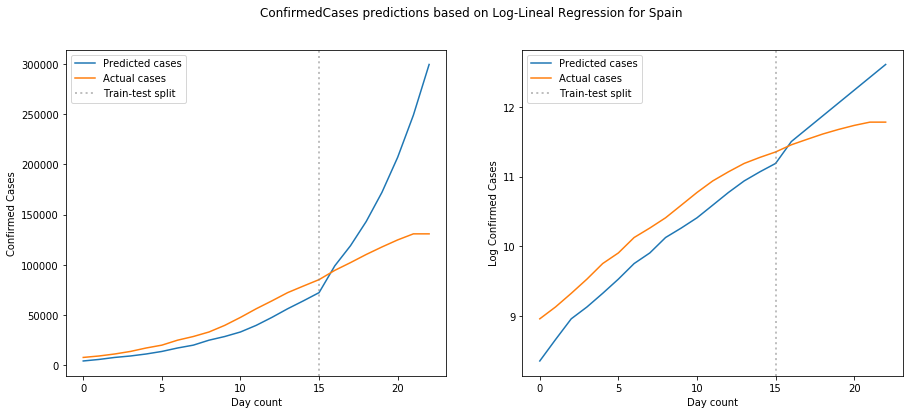 ConfirmedCases predictions based on Log-Lineal Regression for Spain
Predicted cases
Actual cases
Train-test split
300000
250000
200000
150000
100000
50000
0
Confirmed Cases
0 5 10 15 20
Day count
Predicted cases
Actual cases
Train-test split
12
11
10
9
Log Confirmed Cases
0 5 10 15 20
Day count